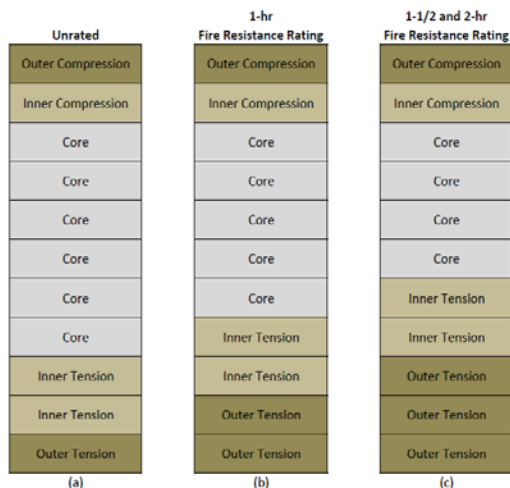 Unrated
Outer Compression
Inner Compression
Core
Core
Core
Core
Core
Core
Inner Tension
Inner Tension
Outer Tension
(a)
1-hr
Fire Resistance Rating
Outer Compression
Inner Compression
Core
Core
Core
Core
Core
Inner Tension
Inner Tension
Outer Tension
Outer Tension
(b)
1-1/2 and 2-hr
Fire Resistance Rating
Outer Compression
Inner Compression
Core
Core
Core
Core
Inner Tension
Inner Tension
Outer Tension
Outer Tension
Outer Tension
(c)